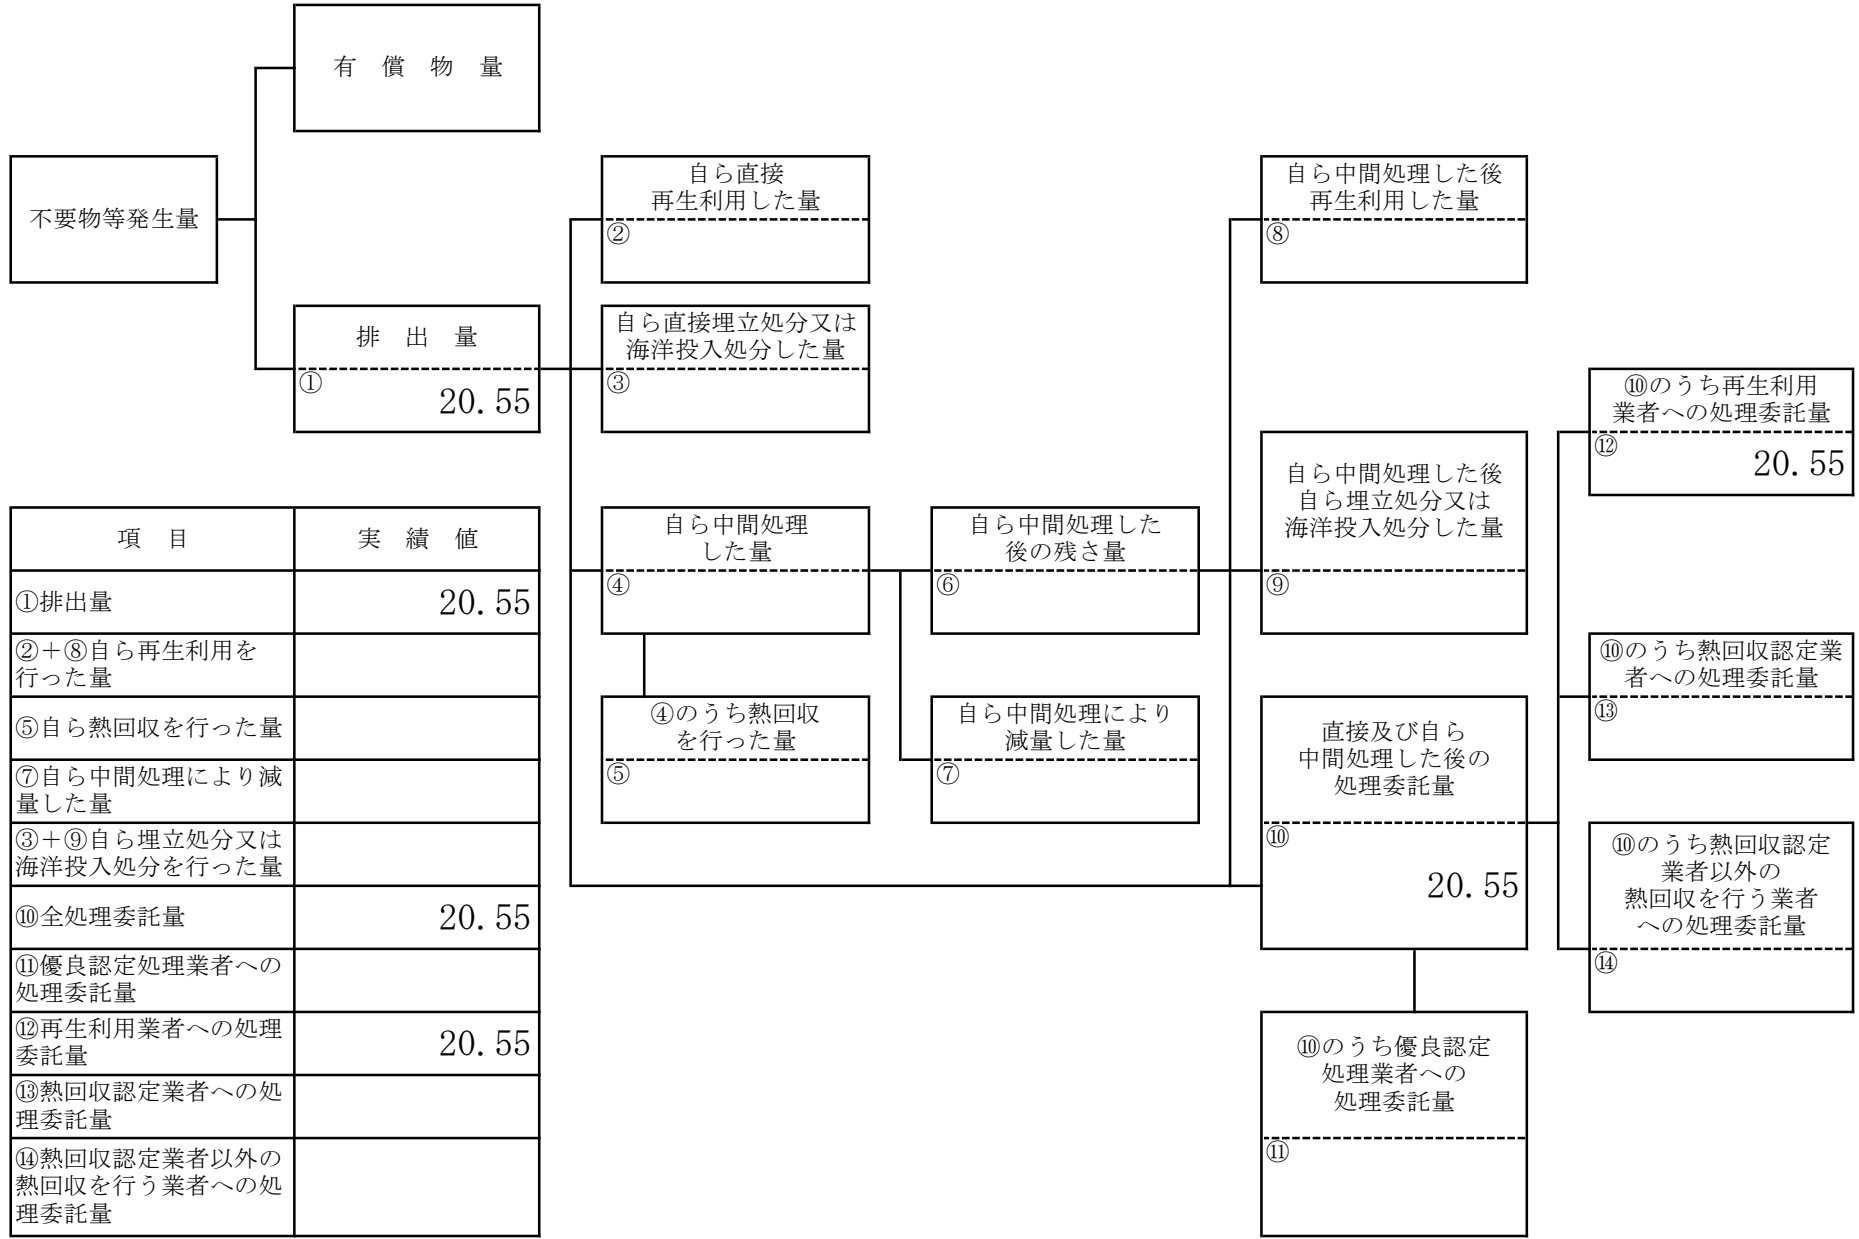 有 償 物 量
不要物等発生量
排 出 量
①
20.55
自ら直接
再生利用した量
②
自ら直接埋立処分又は
海洋投入処分した量
③
自ら中間処理
した量
④
④のうち熱回収
を行った量
⑤
自ら中間処理した
後の残さ量
⑥
自ら中間処理により
減量した量
⑦
自ら中間処理した後
再生利用した量
⑧
自ら中間処理した後
自ら埋立処分又は
海洋投入処分した量
⑨
直接及び自ら
中間処理した後の
処理委託量
⑩
20.55
⑩のうち優良認定
処理業者への
処理委託量
⑪
⑩のうち再生利用
業者への処理委託量
⑫
20.55
⑩のうち熱回収認定業
者への処理委託量
⑬
⑩のうち熱回収認定
業者以外の
熱回収を行う業者
への処理委託量
⑭
項 目 実 績 値
①排出量 20.55
②＋⑧自ら再生利用を
行った量
⑤自ら熱回収を行った量
⑦自ら中間処理により減
量した量
③＋⑨自ら埋立処分又は
海洋投入処分を行った量
⑩全処理委託量 20.55
⑪優良認定処理業者への
処理委託量
⑫再生利用業者への処理
委託量 20.55
⑬熱回収認定業者への処
理委託量
⑭熱回収認定業者以外の
熱回収を行う業者への処
理委託量